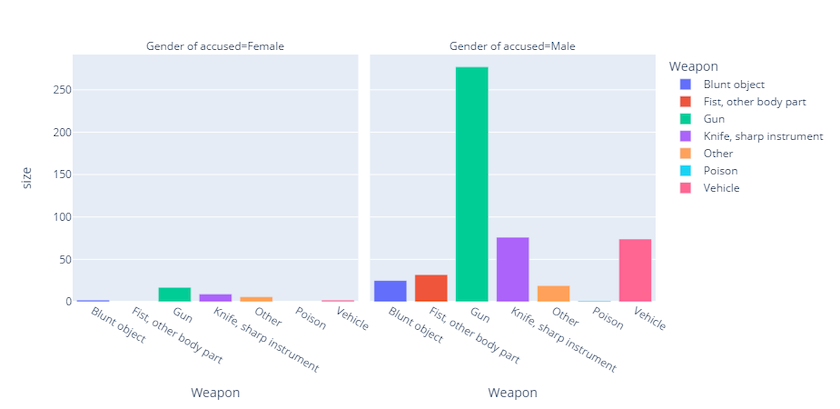 Gender of accused=Female
Gender of accused=Male
size
250
200
150
100
50
0
Blunt object
Fist, other body part
Gun
Knife, sharp instrument
Other
Poison
Vehicle
Weapon
Blunt object
Fist, other body part
Gun
Knife, sharp instrument
Other
Poison
Vehicle
Weapon
Weapon
Blunt object
Fist, other body part
Gun
Knife, sharp instrument
Other
Poison
Vehicle